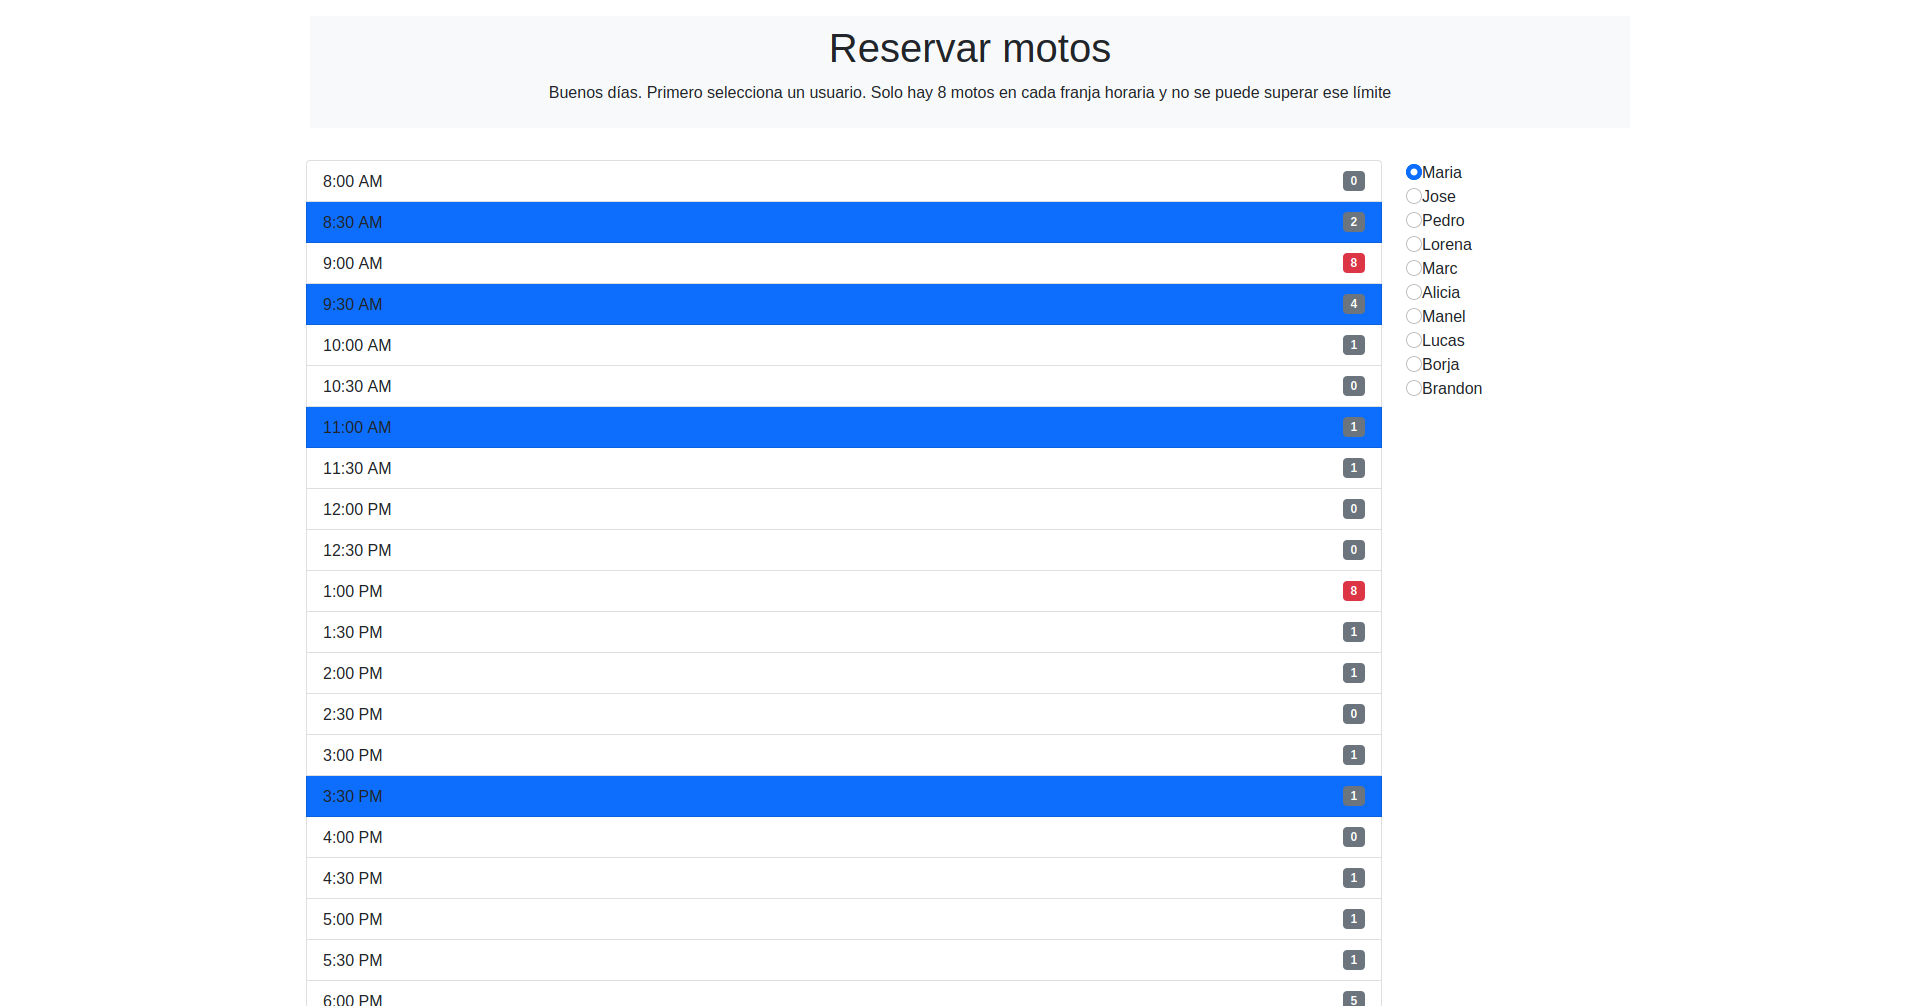 Reservar motos
Buenos días. Primero selecciona un usuario. Solo hay 8 motos en cada franja horaria y no se puede superar ese límite
8:00 AM 0
8:30 AM 2
9:00 AM 8
9:30 AM 4
10:00 AM 1
10:30 AM 0
11:00 AM 1
11:30 AM 1
12:00 PM 0
12:30 PM 0
1:00 PM 8
1:30 PM 1
2:00 PM 1
2:30 PM 0
3:00 PM 1
3:30 PM 1
4:00 PM 0
4:30 PM 1
5:00 PM 1
5:30 PM 1
6:00 PM 5
Maria
Jose
Pedro
Lorena
Marc
Alicia
Manel
Lucas
Borja
Brandon